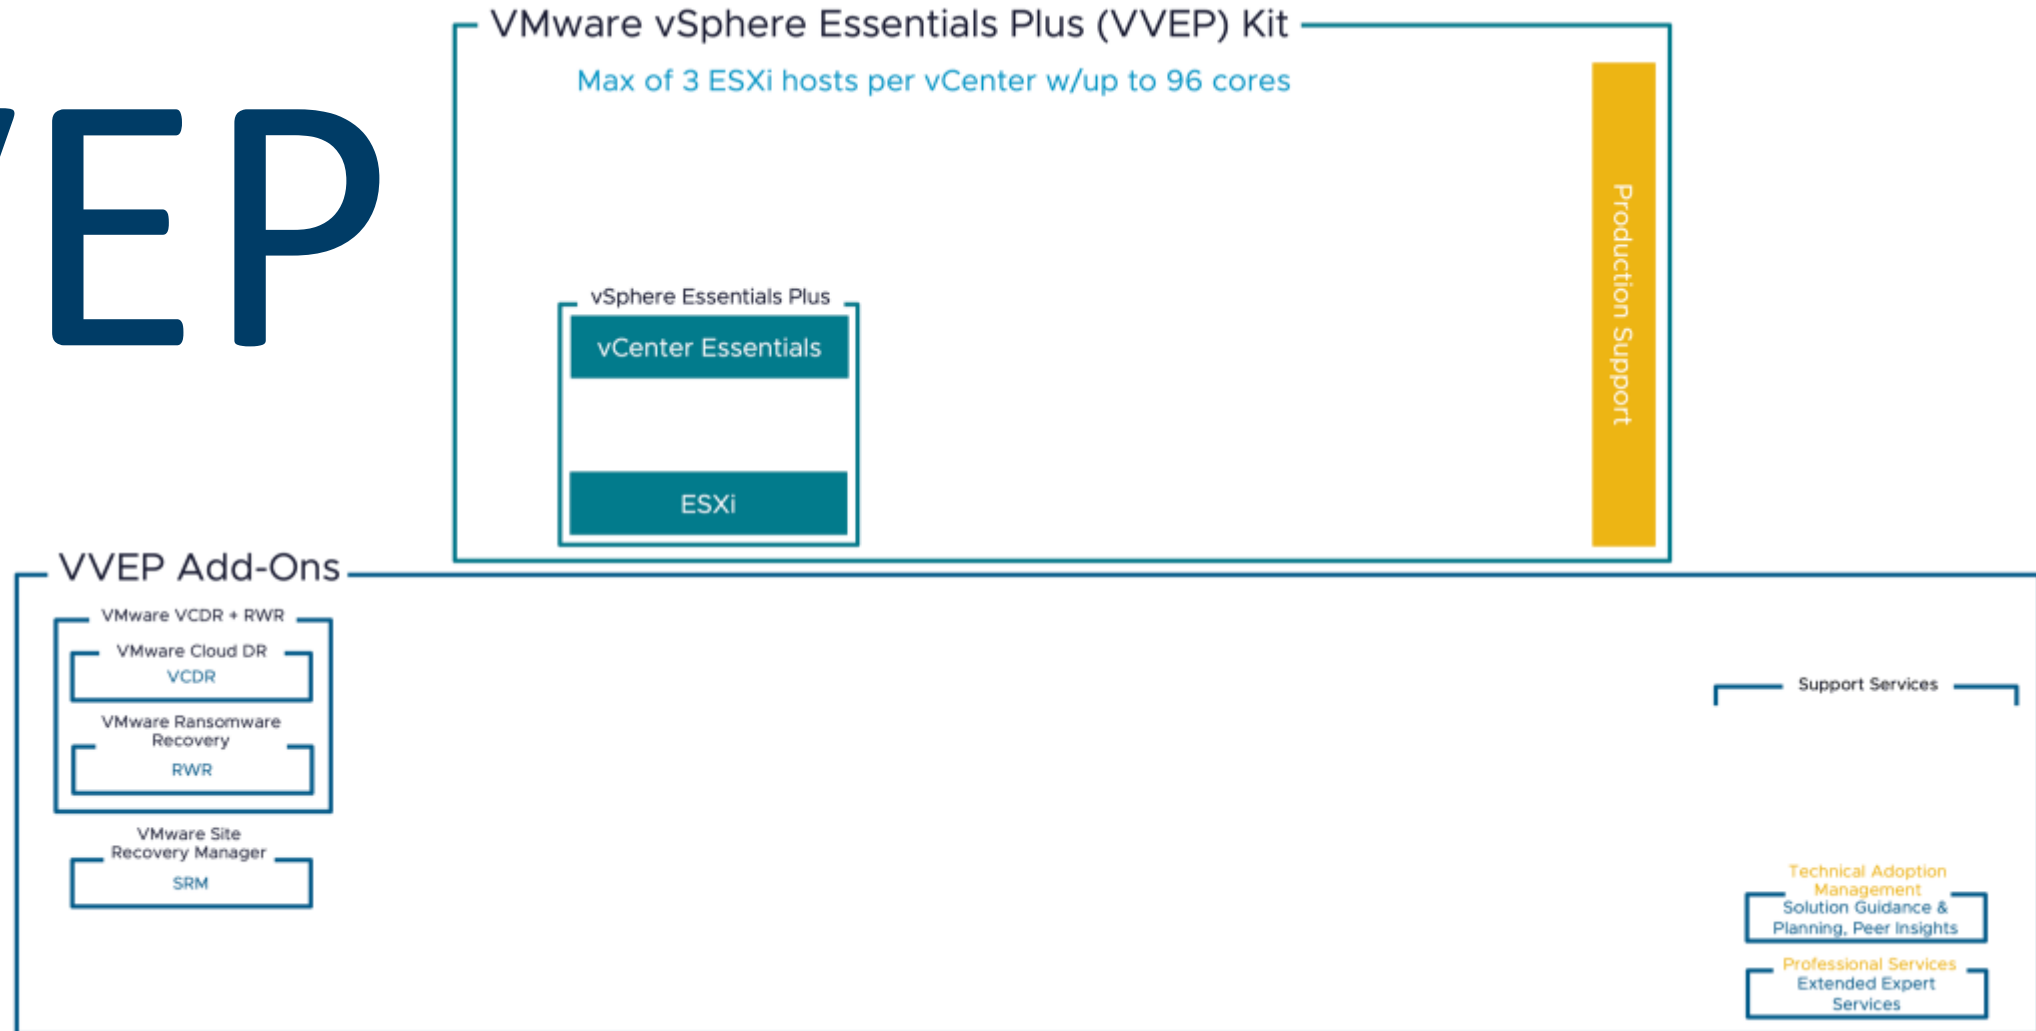 VMware vSphere Essentials Plus (VVEP) Kit
Max of 3 ESXi hosts per vCenter w/up to 96 cores
EP
Production Support
vSphere Essentials Plus
vCenter Essentials
ESXi
VVEP Add-Ons
VMware VCDR + RWR
VMware Cloud DR
VCDR
VMware Ransomware
Recovery
RWR
VMware Site
Recovery Manager
SRM
Support Services
Technical Adoption
Management
Solution Guidance &
Planning, Peer Insights
Professional Services
Extended Expert
Services